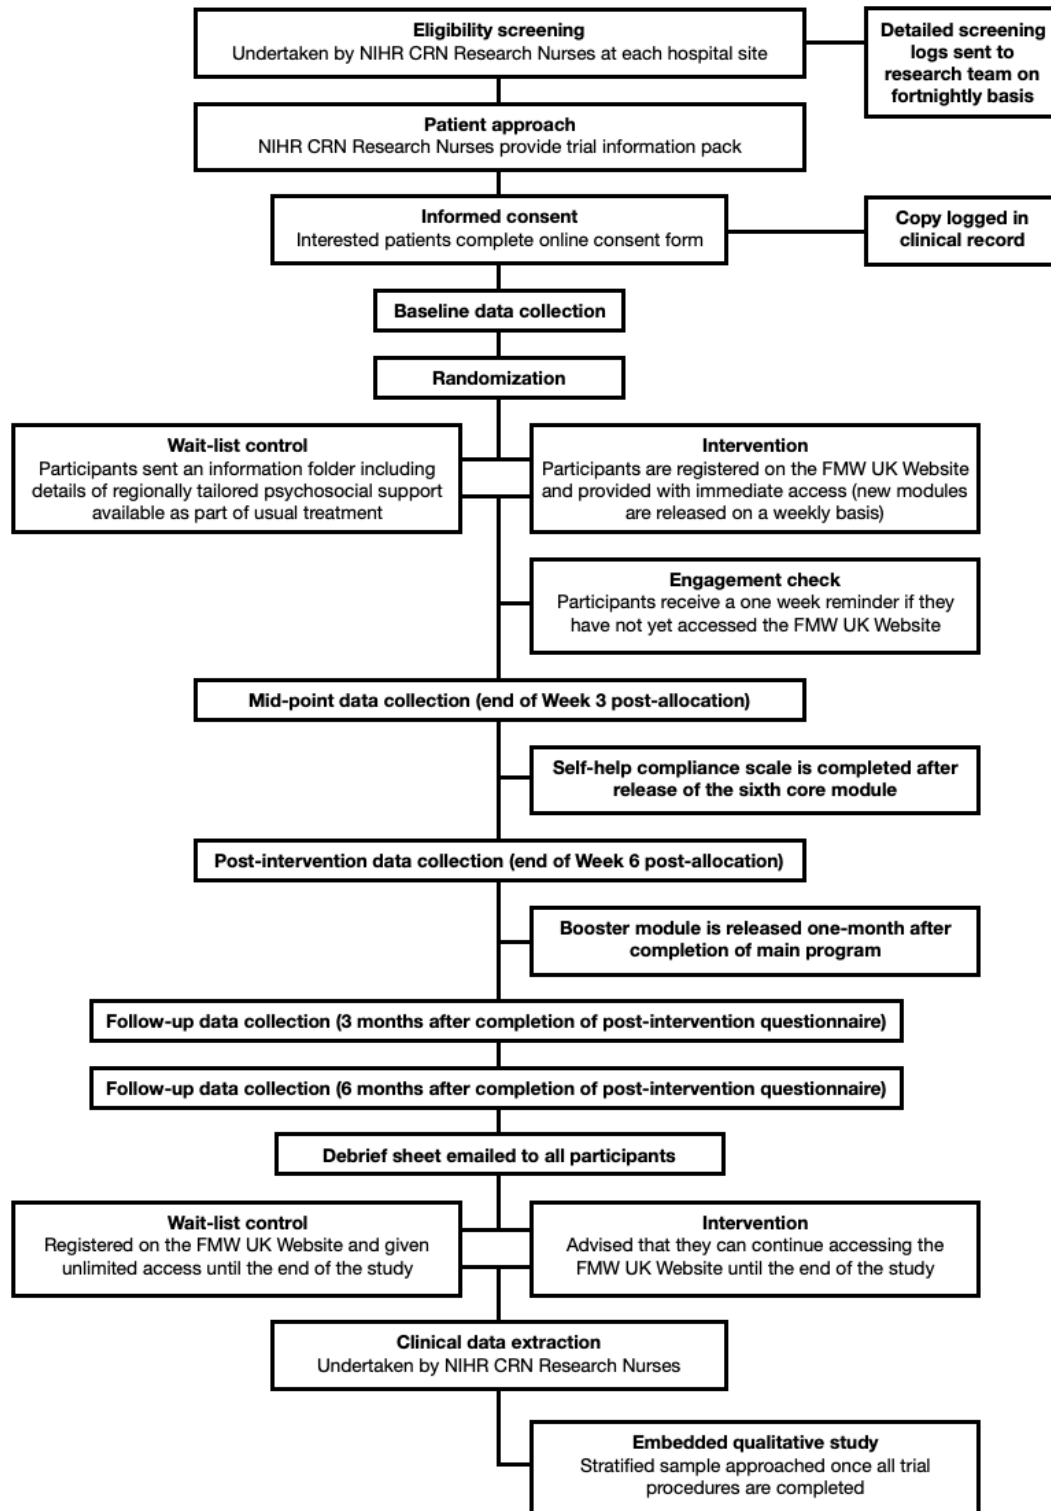 Eligibility screening
Undertaken by NIHR CRN Research Nurses at each hospital site
Detailed screening
logs sent to
research team on
fortnightly basis
Patient approach
NIHR CRN Research Nurses provide trial information pack
Informed consent
Interested patients complete online consent form
Copy logged in
clinical record
Baseline data collection
Randomization
Wait-list control
Participants sent an information folder including
details of regionally tailored psychosocial support
available as part of usual treatment
Intervention
Participants are registered on the FMW UK Website
and provided with immediate access (new modules
are released on a weekly basis)
Engagement check
Participants receive a one week reminder if they
have not yet accessed the FMW UK Website
Mid-point data collection (end of Week 3 post-allocation)
Self-help compliance scale is completed after
release of the sixth core module
Post-intervention data collection (end of Week 6 post-allocation)
Booster module is released one-month after
completion of main program
Follow-up data collection (3 months after completion of post-intervention questionnaire)
Follow-up data collection (6 months after completion of post-intervention questionnaire)
Debrief sheet emailed to all participants
Wait-list control
Registered on the FMW UK Website and given
unlimited access until the end of the study
Intervention
Advised that they can continue accessing the
FMW UK Website until the end of the study
Clinical data extraction
Undertaken by NIHR CRN Research Nurses
Embedded qualitative study
Stratified sample approached once all trial
procedures are completed